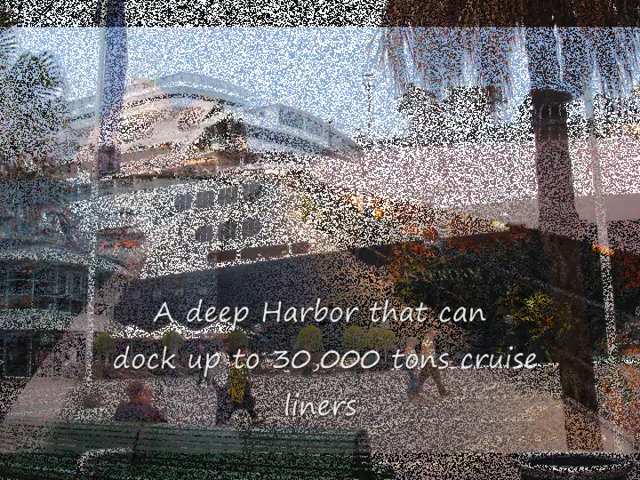 A deep Harbor that can
dock up to 30,000 tons cruise
liners